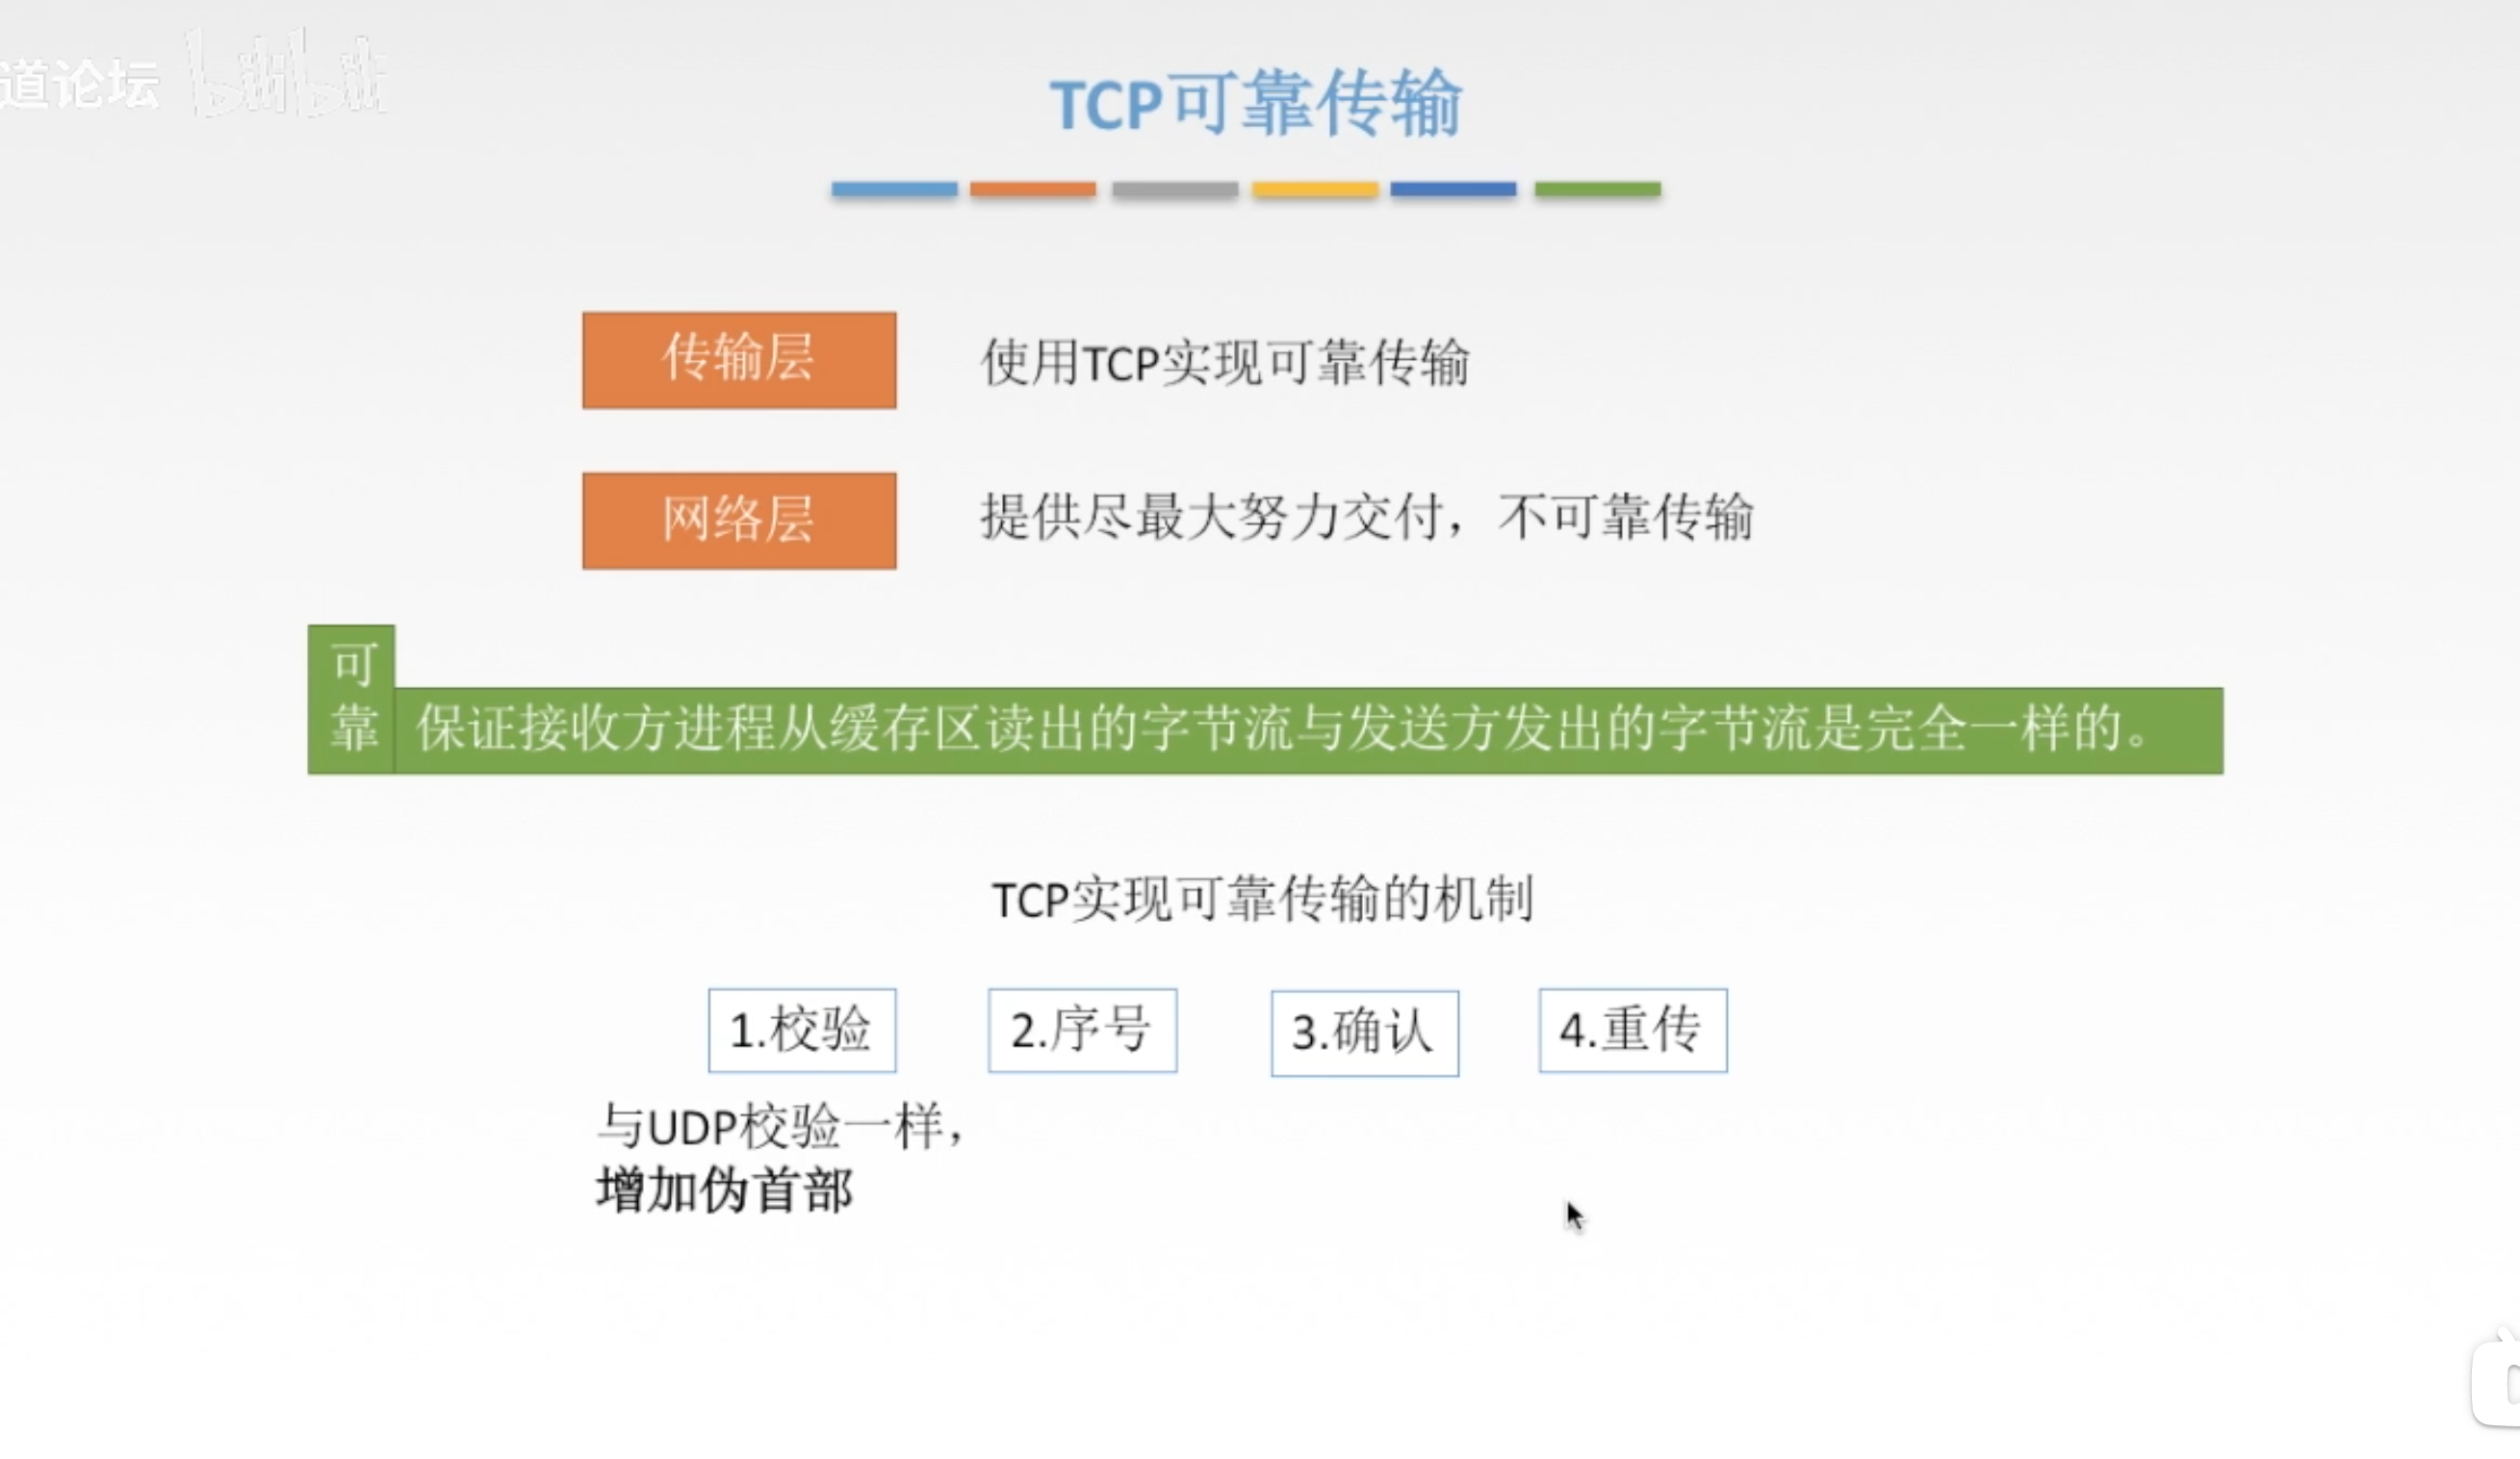 道论坛 bilibili
TCP可靠传输
传输层 使用TCP实现可靠传输
网络层 提供尽最大努力交付，不可靠传输
可靠
保证接收方进程从缓存区读出的字节流与发送方发出的字节流是完全一样的。
TCP实现可靠传输的机制
1.校验 2.序号 3.确认 4.重传
与UDP校验一样，
增加伪首部